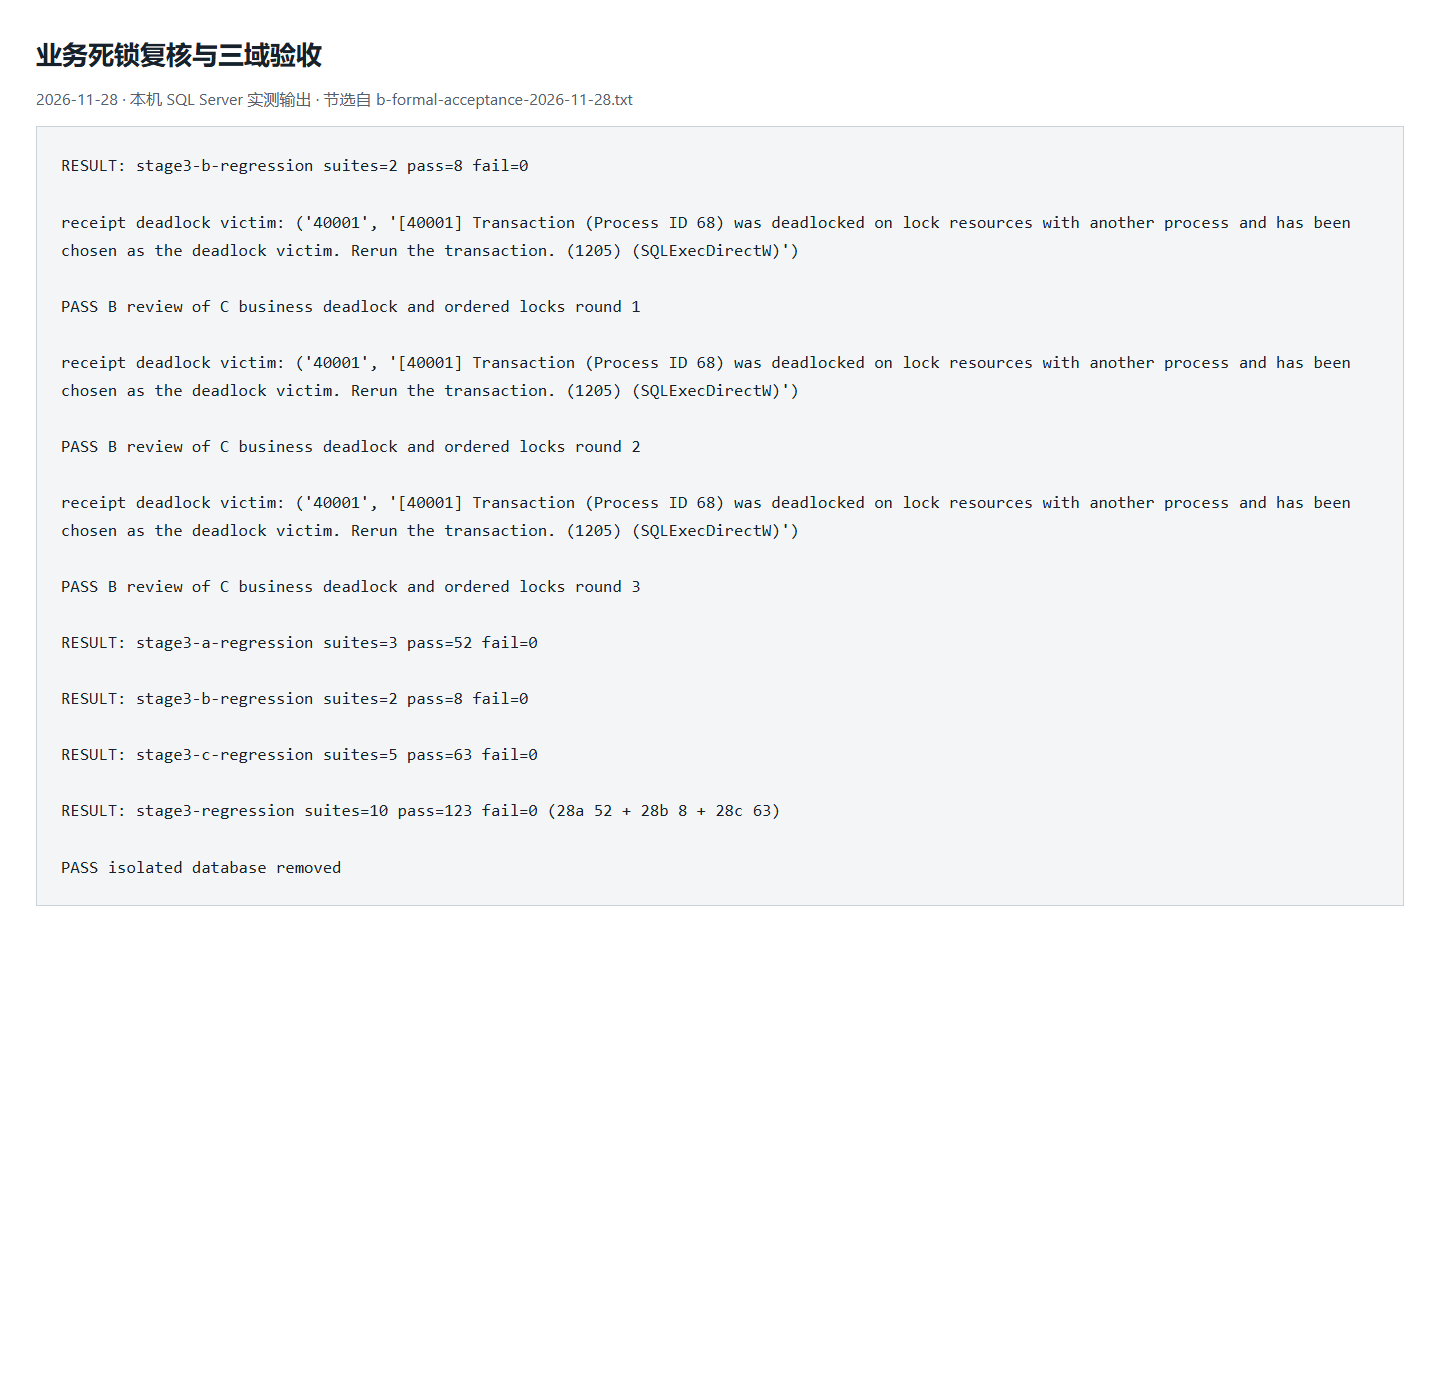 业务死锁复核与三域验收
2026-11-28 · 本机 SQL Server 实测输出 · 节选自 b-formal-acceptance-2026-11-28.txt
RESULT: stage3-b-regression suites=2 pass=8 fail=0
receipt deadlock victim: ('40001', '[40001] Transaction (Process ID 68) was deadlocked on lock resources with another process and has been
chosen as the deadlock victim. Rerun the transaction. (1205) (SQLExecDirectW)')
PASS B review of C business deadlock and ordered locks round 1
receipt deadlock victim: ('40001', '[40001] Transaction (Process ID 68) was deadlocked on lock resources with another process and has been
chosen as the deadlock victim. Rerun the transaction. (1205) (SQLExecDirectW)')
PASS B review of C business deadlock and ordered locks round 2
receipt deadlock victim: ('40001', '[40001] Transaction (Process ID 68) was deadlocked on lock resources with another process and has been
chosen as the deadlock victim. Rerun the transaction. (1205) (SQLExecDirectW)')
PASS B review of C business deadlock and ordered locks round 3
RESULT: stage3-a-regression suites=3 pass=52 fail=0
RESULT: stage3-b-regression suites=2 pass=8 fail=0
RESULT: stage3-c-regression suites=5 pass=63 fail=0
RESULT: stage3-regression suites=10 pass=123 fail=0 (28a 52 + 28b 8 + 28c 63)
PASS isolated database removed